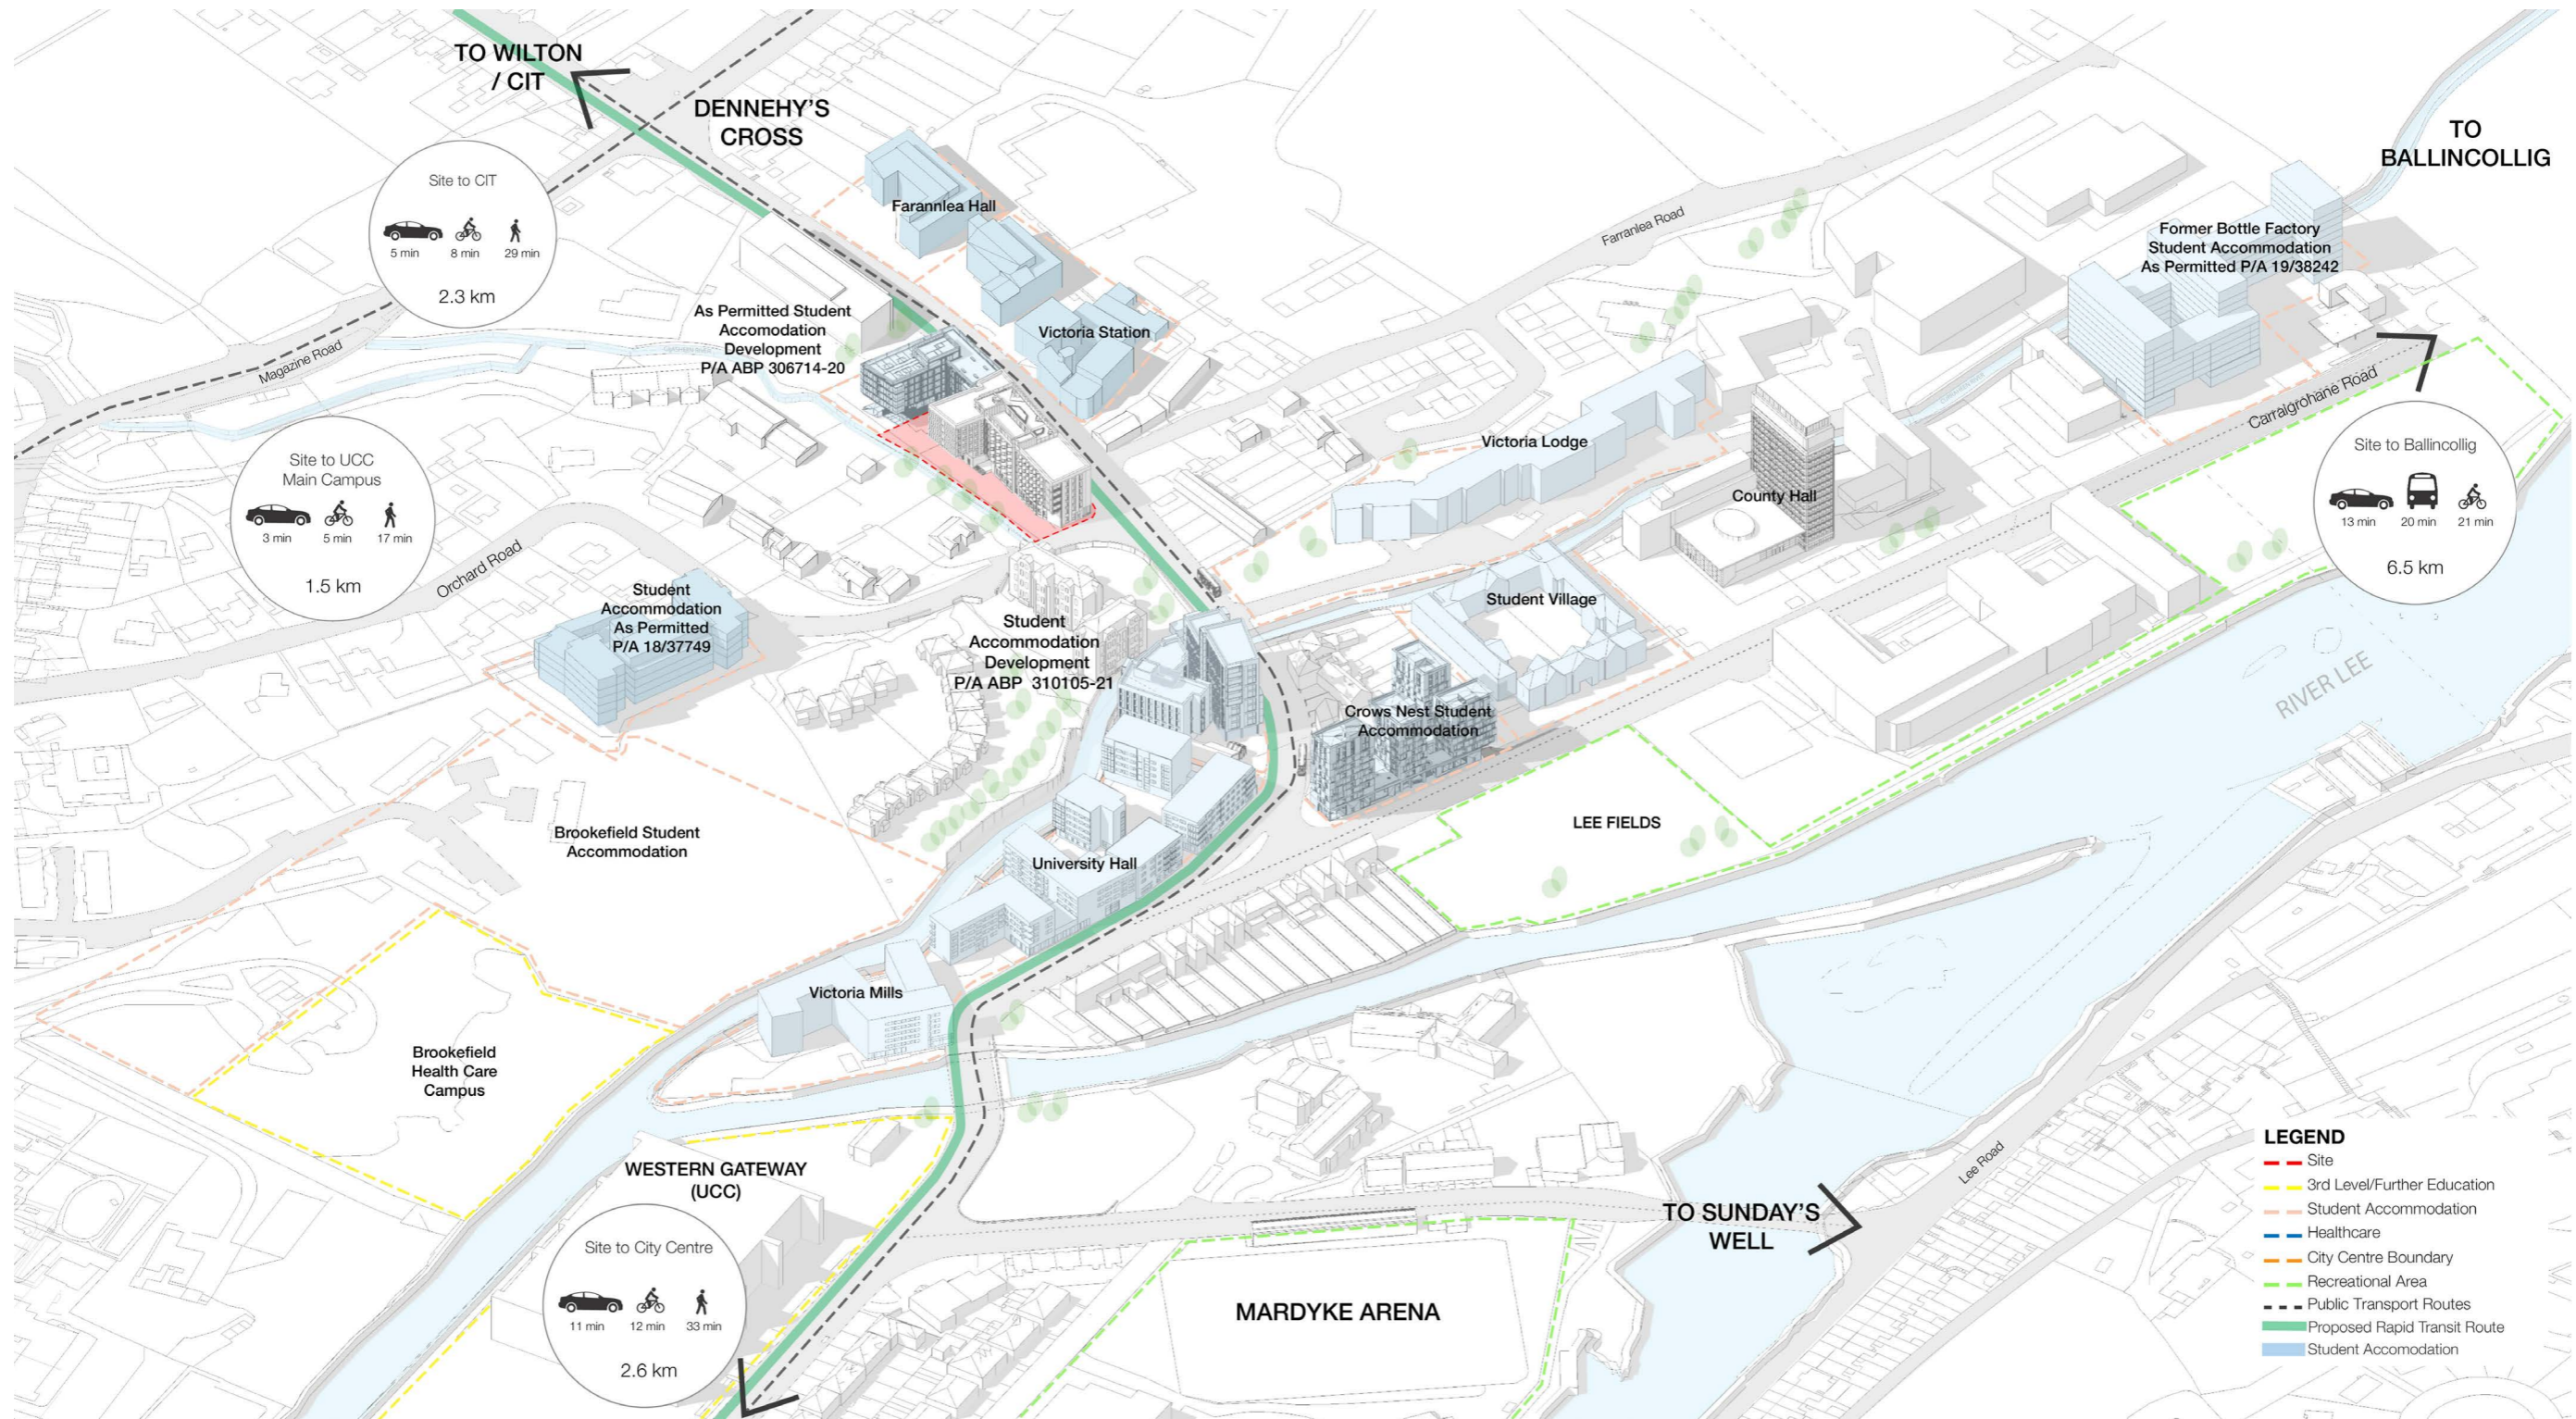 TO WILTON
/ CIT
DENNEHY'S
CROSS
TO
BALLINCOLLIG
Site to CIT
5 min 8 min 29 min
2.3 km
Farannlea Hall
Farranlea Road
Former Bottle Factory
Student Accommodation
As Permitted P/A 19/38242
As Permitted Student
Accomodation
Development
P/A ABP 306714-20
Victoria Station
Magazine Road
Carraigrohane Road
Site to UCC
Main Campus
3 min 5 min 17 min
1.5 km
Victoria Lodge
County Hall
Site to Ballincollig
13 min 20 min 21 min
6.5 km
Orchard Road
Student
Accommodation
As Permitted
P/A 18/37749
Student
Accommodation
Development
P/A ABP 310105-21
Student Village
Crows Nest Student
Accommodation
RIVER LEE
LEE FIELDS
Brookefield Student
Accommodation
University Hall
Victoria Mills
Brookefield
Health Care
Campus
WESTERN GATEWAY
(UCC)
Site to City Centre
11 min 12 min 33 min
2.6 km
TO SUNDAY'S
WELL
Lee Road
MARDYKE ARENA
LEGEND
Site
3rd Level/Further Education
Student Accommodation
Healthcare
City Centre Boundary
Recreational Area
Public Transport Routes
Proposed Rapid Transit Route
Student Accomodation